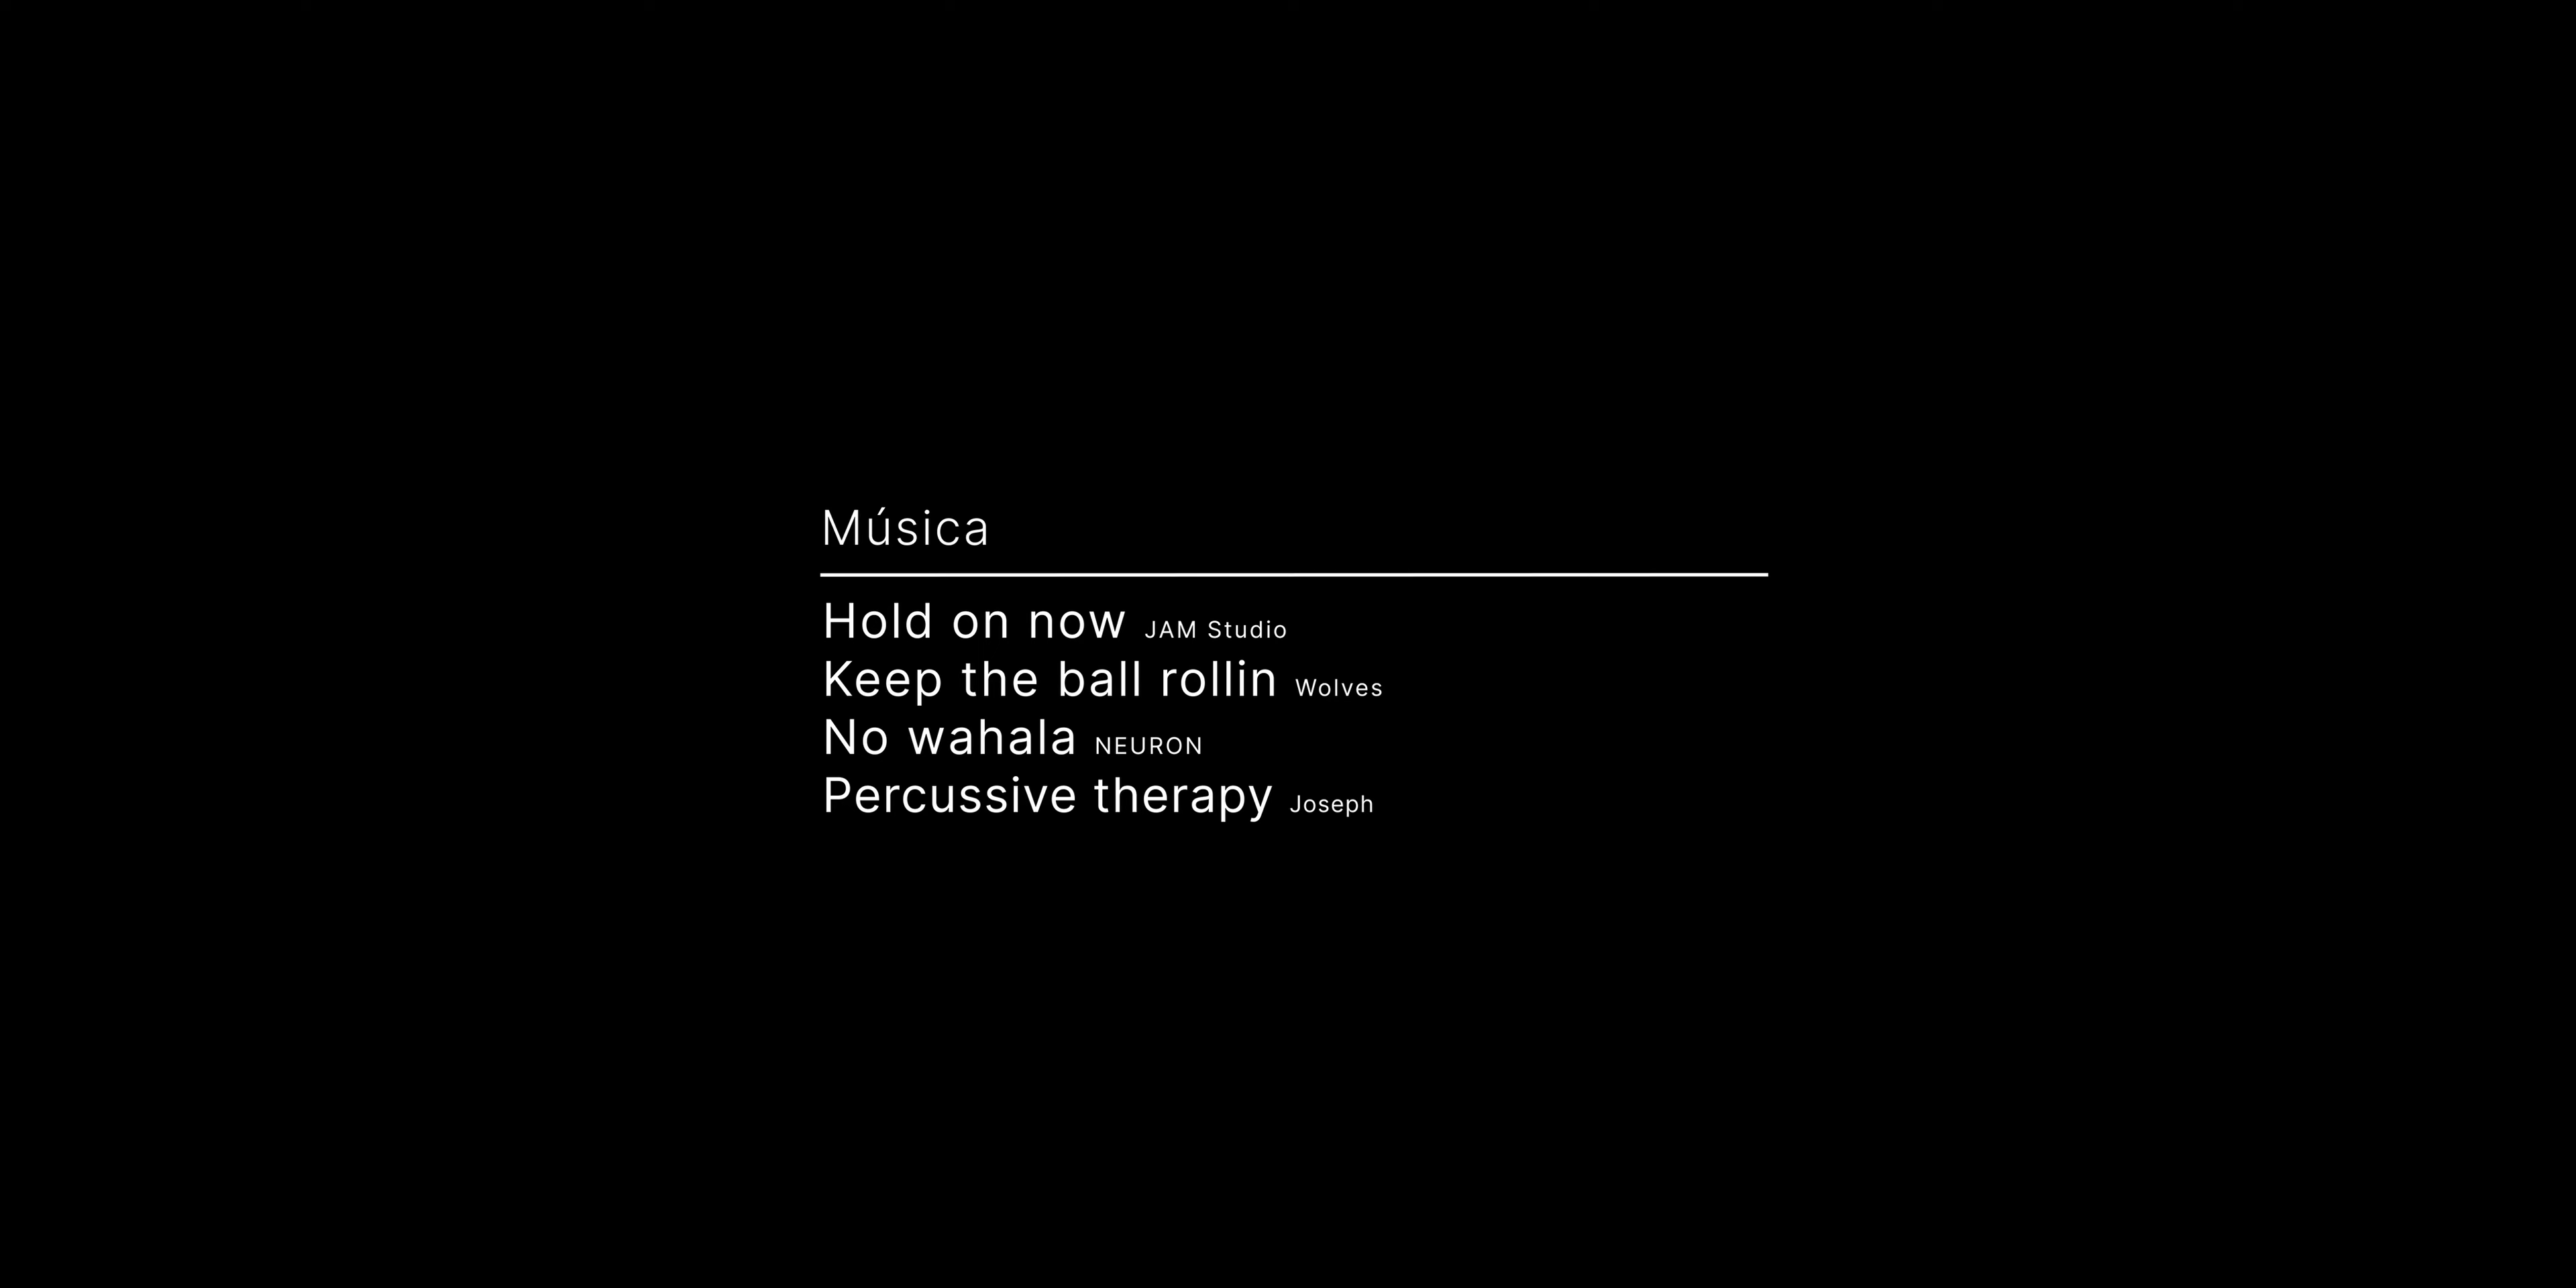 Música
Hold on now JAM Studio
Keep the ball rollin Wolves
No wahala NEURON
Percussive therapy Joseph